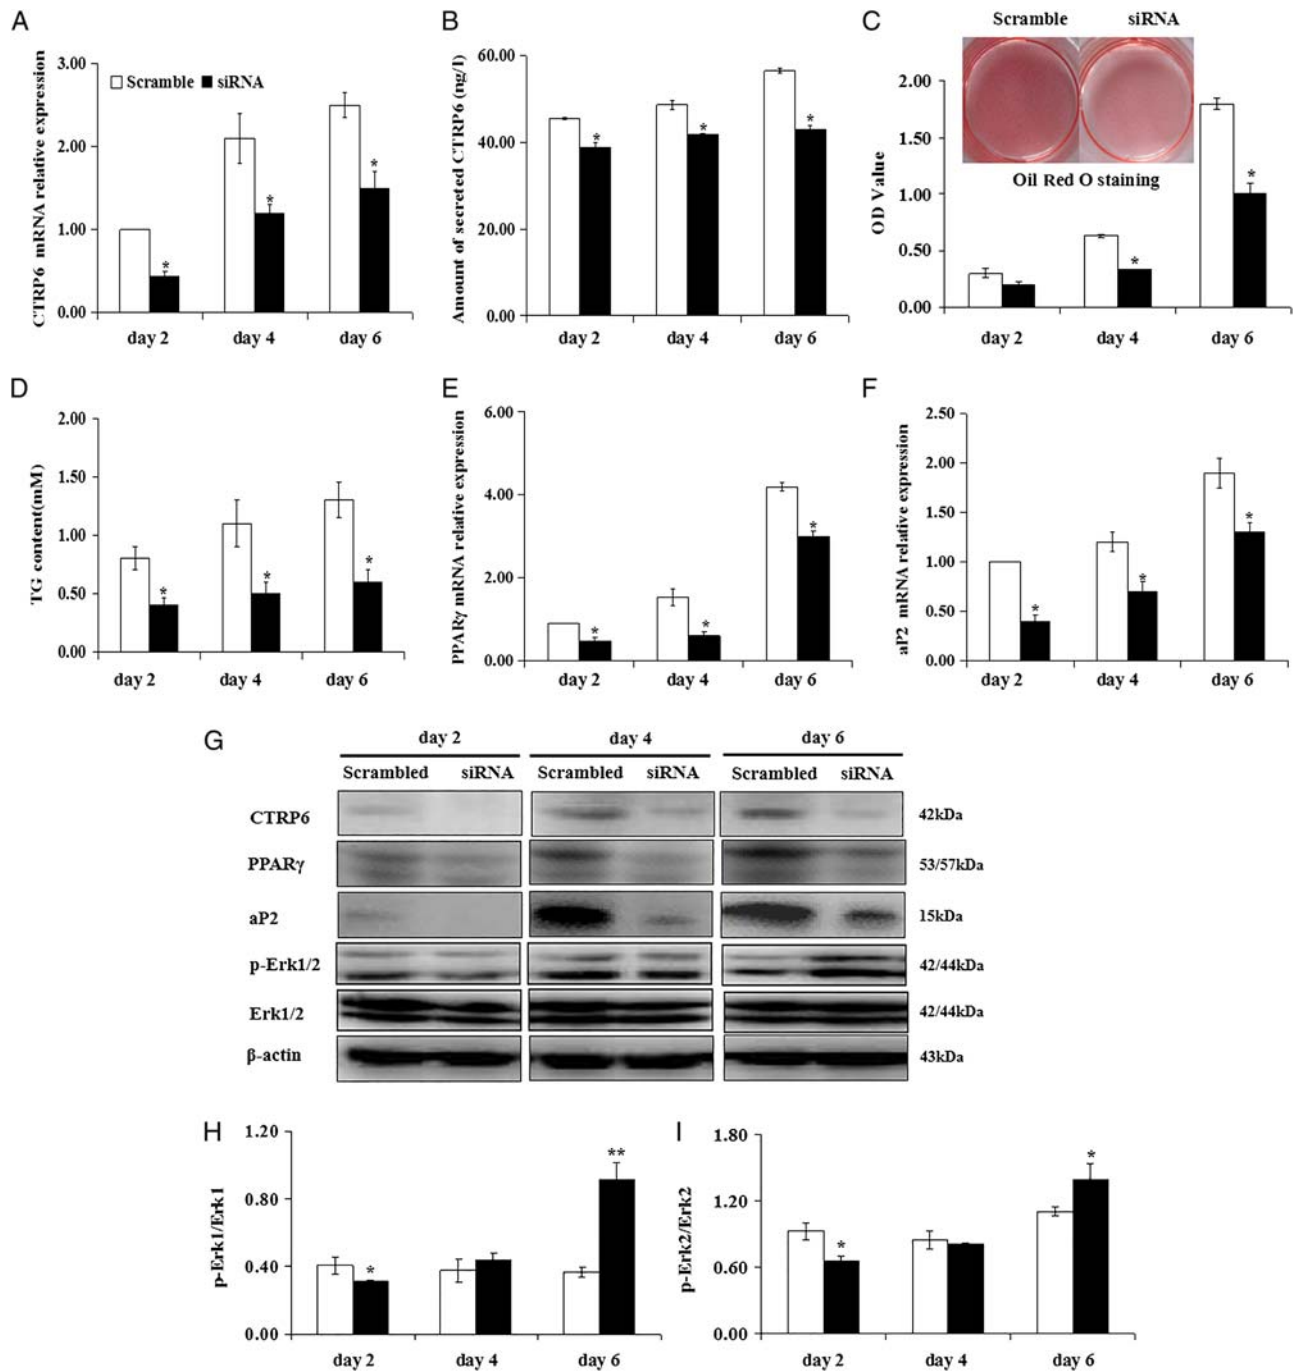 A
CTRP6 mRNA relative expression
3.00
2.00
1.00
0.00
Scramble siRNA
*
*
*
day 2 day 4 day 6
B
Amount of secreted CTRP6 (ng/l)
60.00
40.00
20.00
0.00
*
*
*
day 2 day 4 day 6
C
Scramble siRNA
OD Value
2.00
1.50
1.00
0.50
0.00
Oil Red O staining
*
*
day 2 day 4 day 6
D
TG content(mM)
2.00
1.50
1.00
0.50
0.00
*
*
*
day 2 day 4 day 6
E
PPARγ mRNA relative expression
6.00
4.00
2.00
0.00
*
*
*
day 2 day 4 day 6
F
aP2 mRNA relative expression
2.50
2.00
1.50
1.00
0.50
0.00
*
*
*
day 2 day 4 day 6
G
day 2 day 4 day 6
Scrambled siRNA Scrambled siRNA Scrambled siRNA
CTRP6 42kDa
PPARγ 53/57kDa
aP2 15kDa
p-Erk1/2 42/44kDa
Erk1/2 42/44kDa
β-actin 43kDa
H
p-Erk1/Erk1
1.20
0.80
0.40
0.00
*
**
day 2 day 4 day 6
I
p-Erk2/Erk2
1.80
1.20
0.60
0.00
*
*
day 2 day 4 day 6